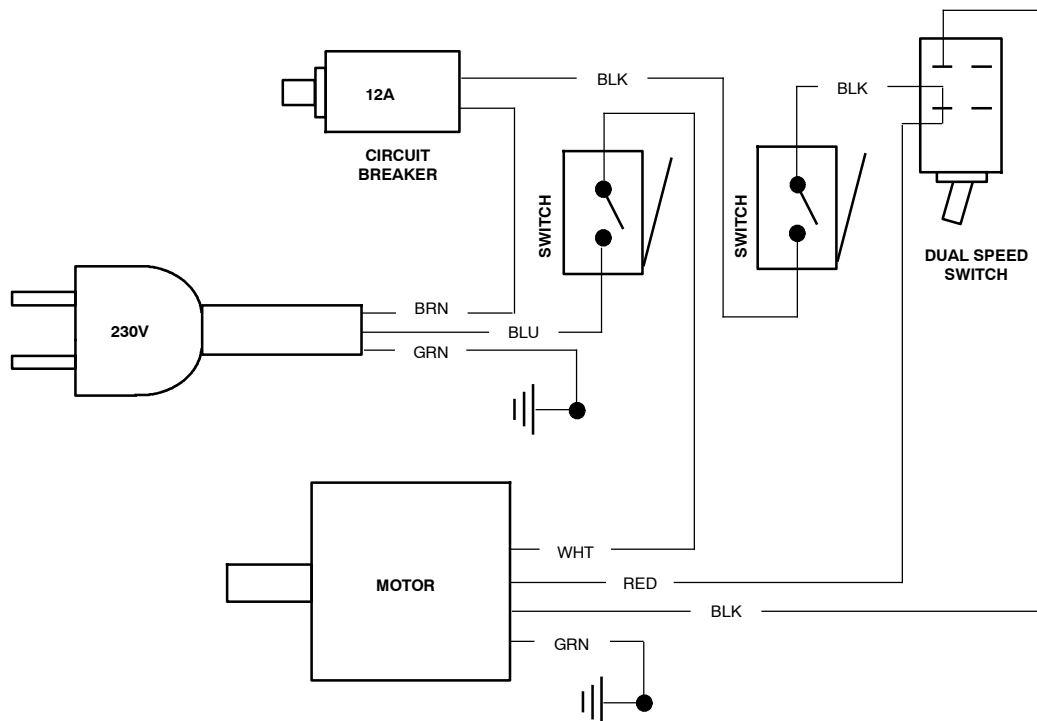 BLK
BLK
12A
CIRCUIT
BREAKER
SWITCH
SWITCH
DUAL SPEED
SWITCH
230V
BRN
BLU
GRN
WHT
MOTOR
RED
BLK
GRN